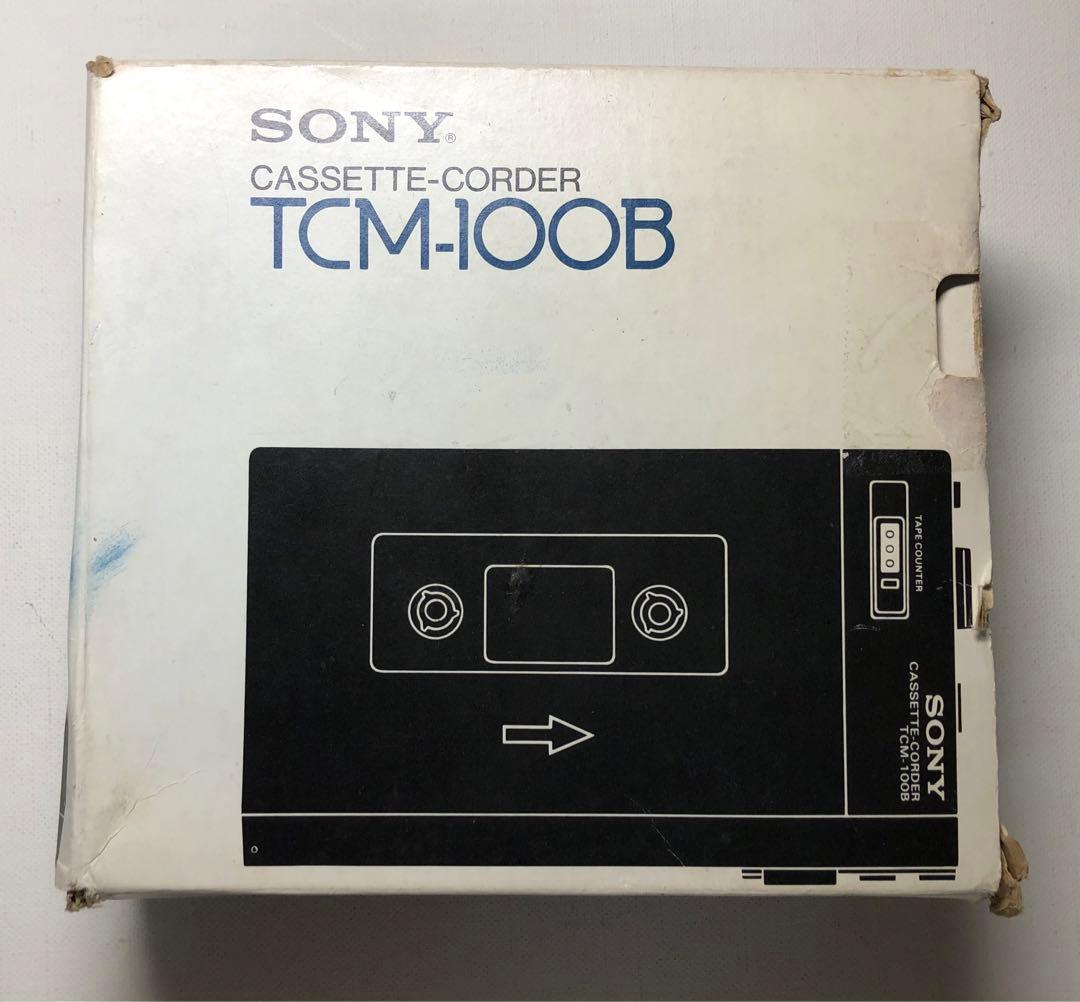 SONY®
CASSETTE-CORDER
TCM-100B
TAPE COUNTER
000
SONY
CASSETTE-CORDER
TCM-100B